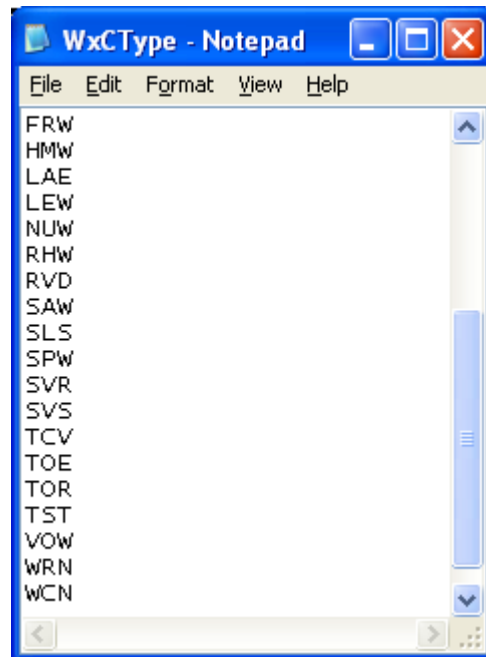 WxCType - Notepad
File Edit Format View Help
FRW
HMW
LAE
LEW
NUW
RHW
RVD
SAW
SLS
SPW
SVR
SVS
TCV
TOE
TOR
TST
VOW
WRN
WCN